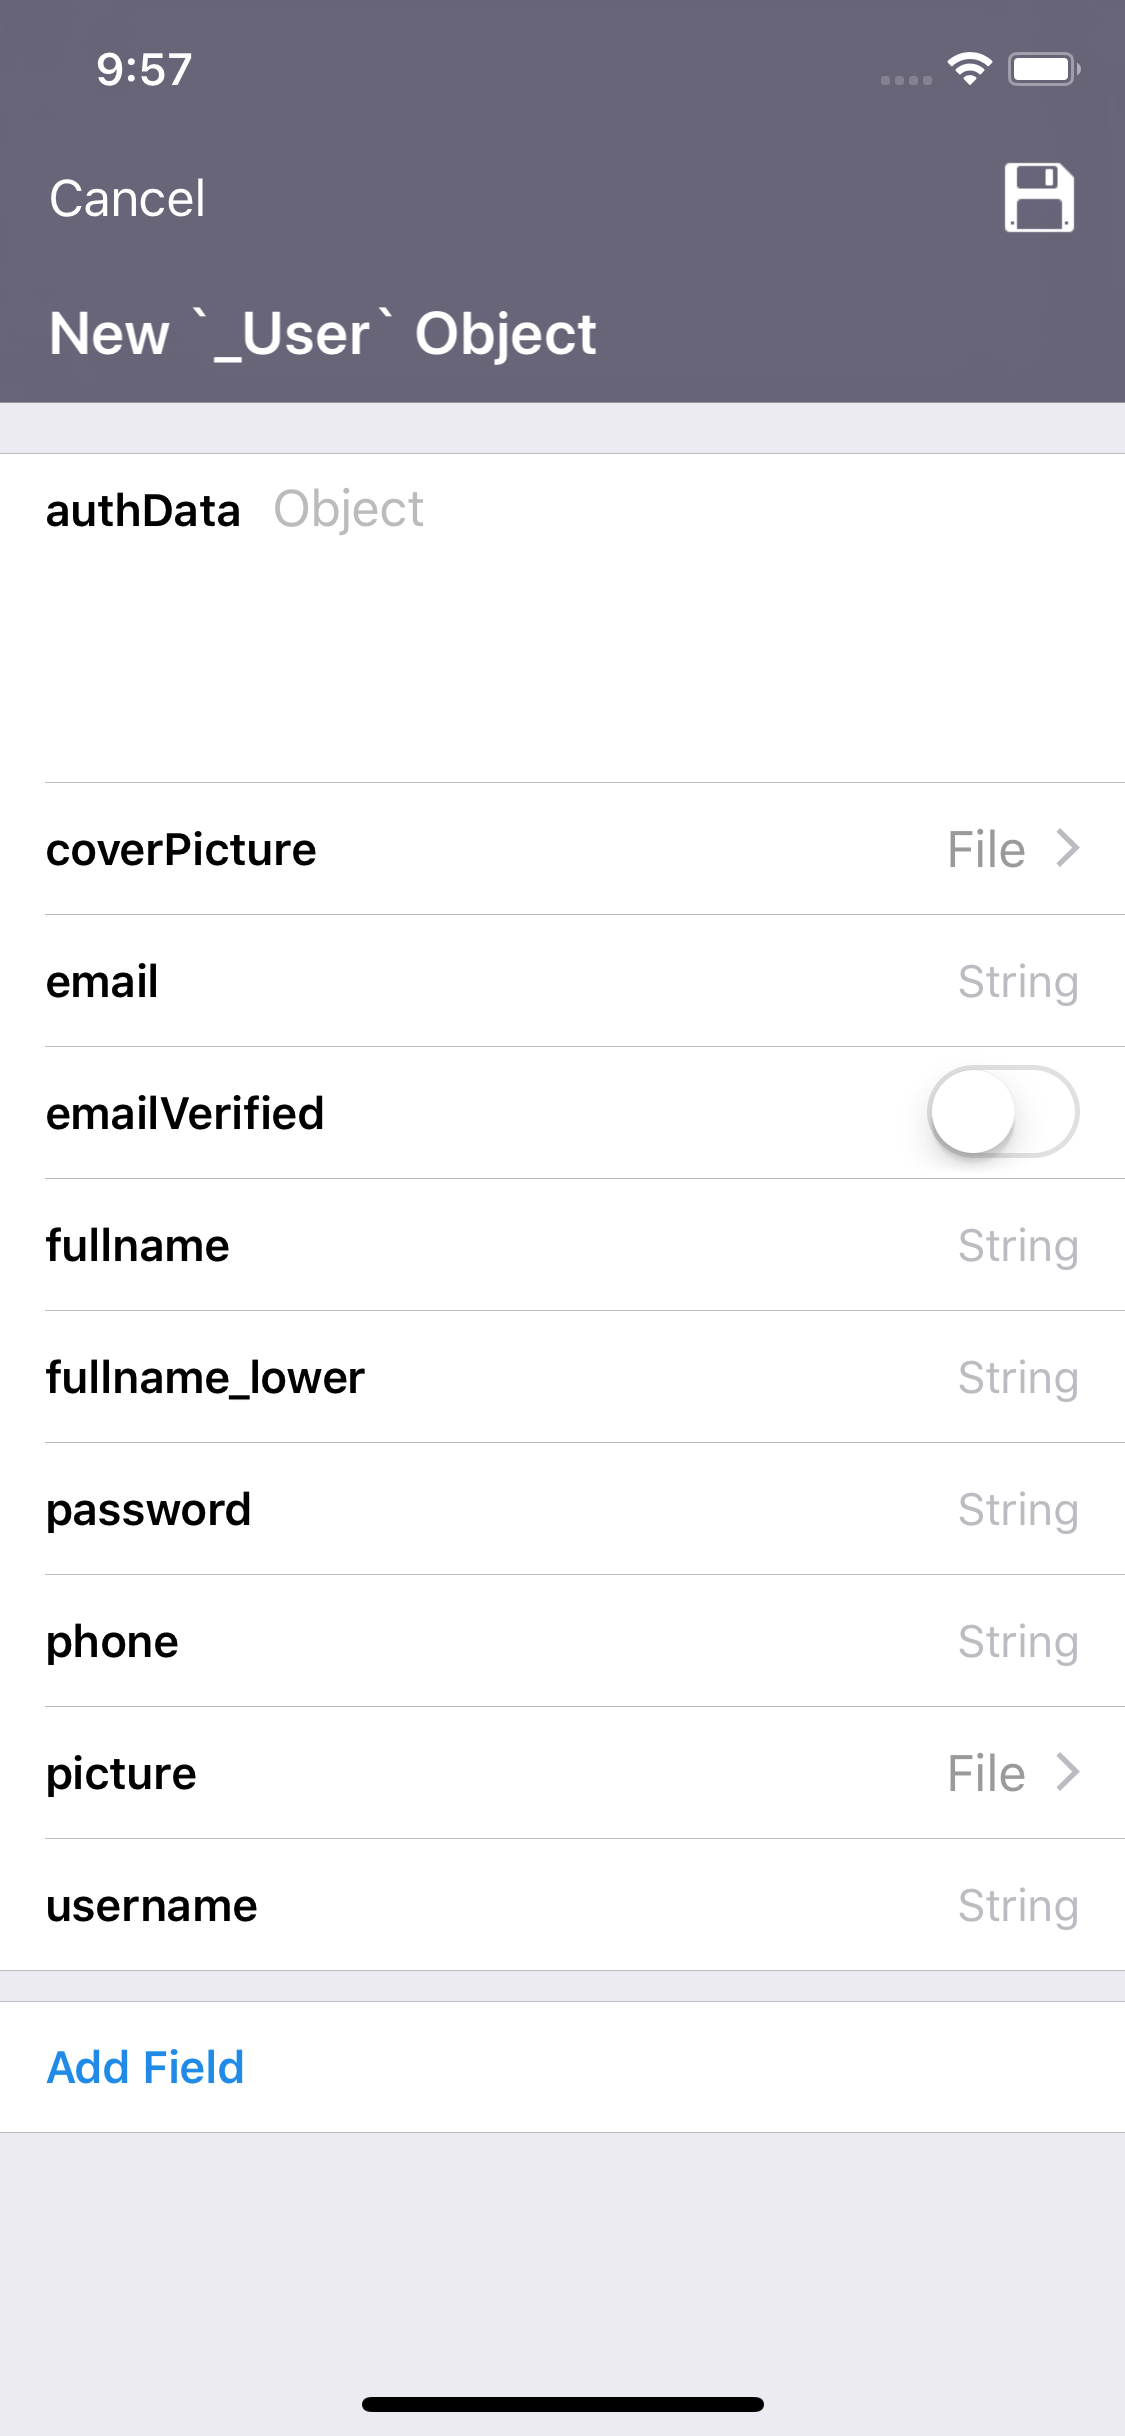 9:57
Cancel
New `_User` Object
authData Object
coverPicture File
email String
emailVerified
fullname String
fullname_lower String
password String
phone String
picture File
username String
Add Field